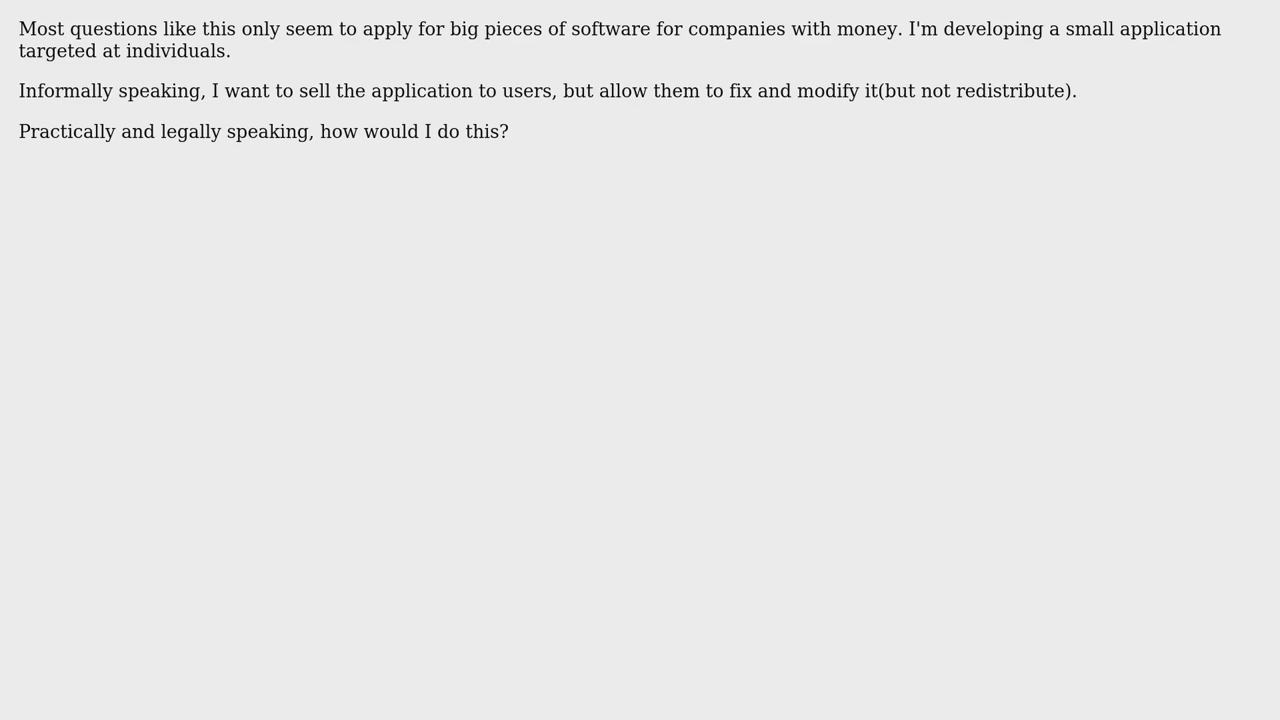 Most questions like this only seem to apply for big pieces of software for companies with money. I'm developing a small application
targeted at individuals.
Informally speaking, I want to sell the application to users, but allow them to fix and modify it(but not redistribute).
Practically and legally speaking, how would I do this?